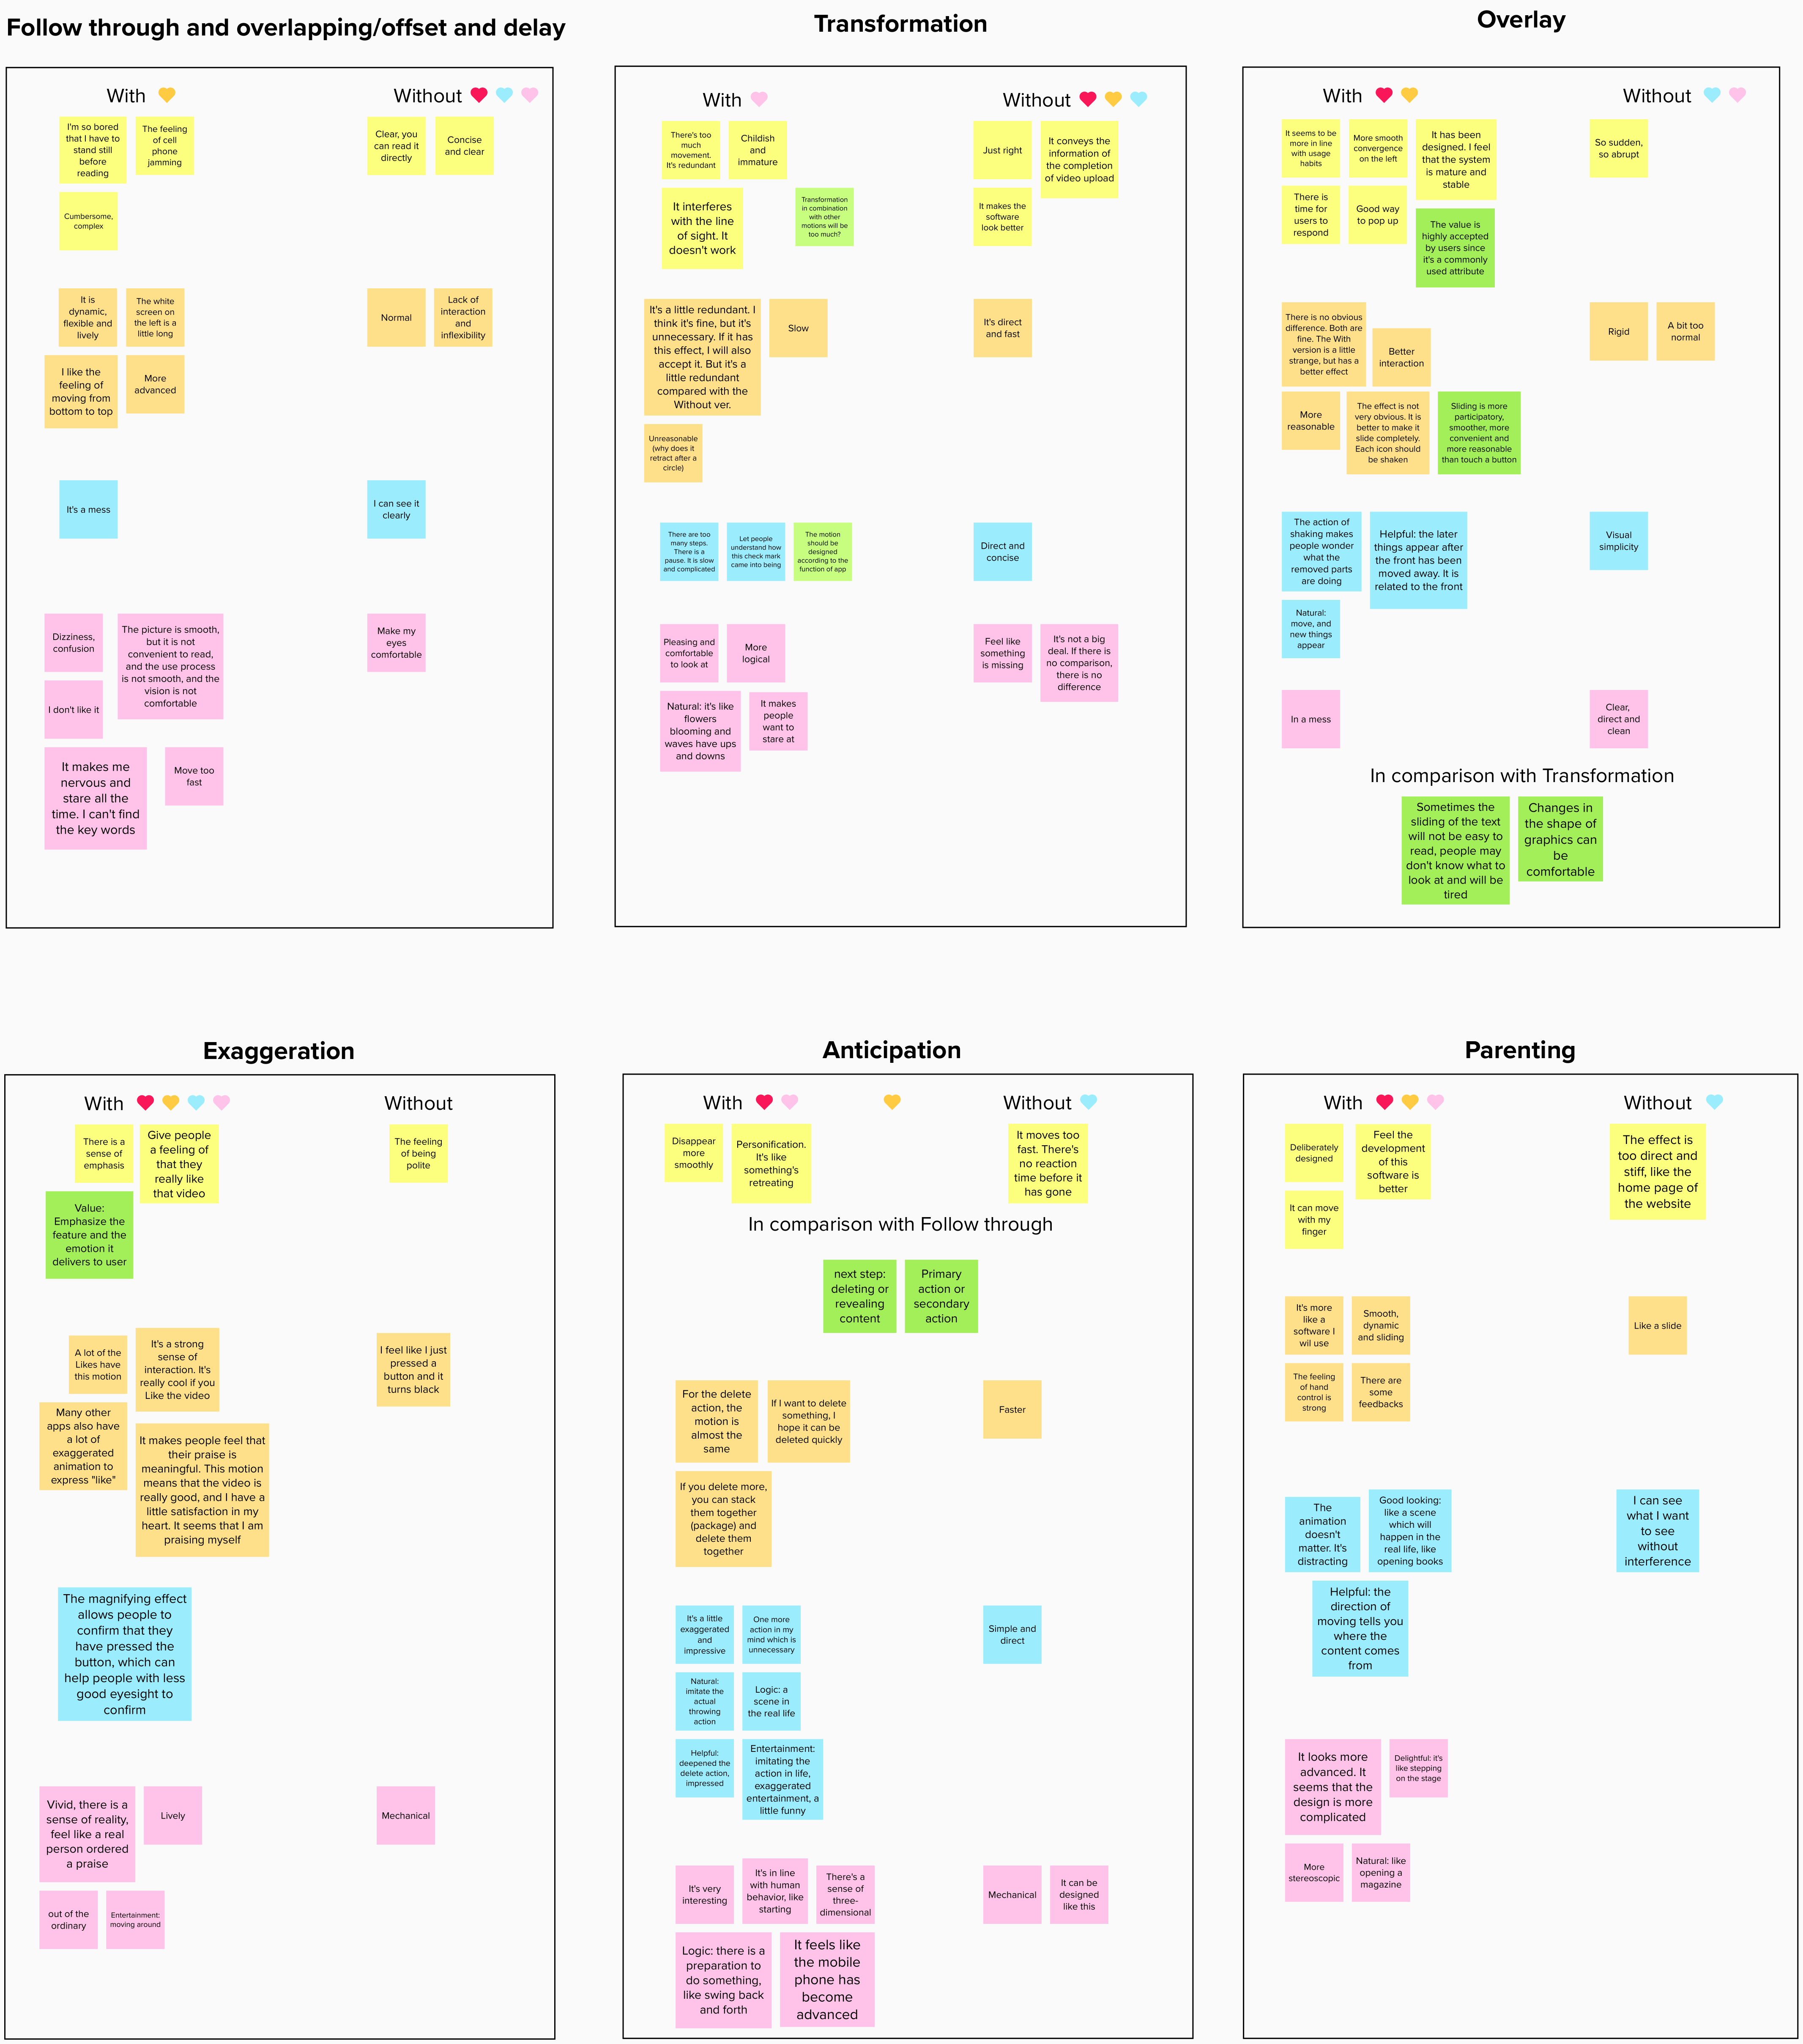 Follow through and overlapping/offset and delay
With
Without
I'm so bored
that I have to
stand still
before
reading
The feeling
of cell
phone
jamming
Clear, you
can read it
directly
Concise
and clear
Cumbersome,
complex
It is
dynamic,
flexible and
lively
The white
screen on
the left is a
little long
Normal
Lack of
interaction
and
inflexibility
I like the
feeling of
moving from
bottom to top
More
advanced
It's a mess
I can see it
clearly
Dizziness,
confusion
The picture is smooth,
but it is not
convenient to read,
and the use process
is not smooth, and the
vision is not
comfortable
Make my
eyes
comfortable
I don't like it
It makes me
nervous and
stare all the
time. I can't find
the key words
Move too
fast
Transformation
With
Without
There's too
much
movement.
It's redundant
Childish
and
immature
Just right
It conveys the
information of
the completion
of video upload
It interferes
with the line
of sight. It
doesn't work
Transformation
in combination
with other
motions will be
too much?
It makes the
software
look better
It's a little redundant. I
think it's fine, but it's
unnecessary. If it has
this effect, I will also
accept it. But it's a
little redundant
compared with the
Without ver.
Slow
It's direct
and fast
Unreasonable
(why does it
retract after a
circle)
There are too
many steps.
There is a
pause. It is slow
and complicated
Let people
understand how
this check mark
came into being
The motion
should be
designed
according to the
function of app
Direct and
concise
Pleasing and
comfortable
to look at
More
logical
Feel like
something
is missing
It's not a big
deal. If there is
no comparison,
there is no
difference
Natural: it's like
flowers
blooming and
waves have ups
and downs
It makes
people
want to
stare at
Overlay
With
Without
It seems to be
more in line
with usage
habits
More smooth
convergence
on the left
It has been
designed. I feel
that the system
is mature and
stable
So sudden,
so abrupt
There is
time for
users to
respond
Good way
to pop up
The value is
highly accepted
by users since
it's a commonly
used attribute
There is no obvious
difference. Both are
fine. The With
version is a little
strange, but has a
better effect
Better
interaction
Rigid
A bit too
normal
More
reasonable
The effect is not
very obvious. It is
better to make it
slide completely.
Each icon should
be shaken
Sliding is more
participatory,
smoother, more
convenient and
more reasonable
than touch a button
The action of
shaking makes
people wonder
what the
removed parts
are doing
Helpful: the later
things appear after
the front has been
moved away. It is
related to the front
Visual
simplicity
Natural:
move, and
new things
appear
In a mess
Clear,
direct and
clean
In comparison with Transformation
Sometimes the
sliding of the text
will not be easy to
read, people may
don't know what to
look at and will be
tired
Changes in
the shape of
graphics can
be
comfortable
Exaggeration
With
Without
There is a
sense of
emphasis
Give people
a feeling of
that they
really like
that video
The feeling
of being
polite
Value:
Emphasize the
feature and the
emotion it
delivers to user
A lot of the
Likes have
this motion
It's a strong
sense of
interaction. It's
really cool if you
Like the video
I feel like I just
pressed a
button and it
turns black
Many other
apps also have
a lot of
exaggerated
animation to
express "like"
It makes people feel that
their praise is
meaningful. This motion
means that the video is
really good, and I have a
little satisfaction in my
heart. It seems that I am
praising myself
The magnifying effect
allows people to
confirm that they
have pressed the
button, which can
help people with less
good eyesight to
confirm
Vivid, there is a
sense of reality,
feel like a real
person ordered
a praise
Lively
Mechanical
out of the
ordinary
Entertainment:
moving around
Anticipation
With
Without
Disappear
more
smoothly
Personification.
It's like
something's
retreating
It moves too
fast. There's
no reaction
time before it
has gone
In comparison with Follow through
next step:
deleting or
revealing
content
Primary
action or
secondary
action
For the delete
action, the
motion is
almost the
same
If I want to delete
something, I
hope it can be
deleted quickly
Faster
If you delete more,
you can stack
them together
(package) and
delete them
together
It's a little
exaggerated
and
impressive
One more
action in my
mind which is
unnecessary
Simple and
direct
Natural:
imitate the
actual
throwing
action
Logic: a
scene in
the real life
Helpful:
deepened the
delete action,
impressed
Entertainment:
imitating the
action in life,
exaggerated
entertainment, a
little funny
It's very
interesting
It's in line
with human
behavior, like
starting
There's a
sense of
three-
dimensional
Mechanical
It can be
designed
like this
Logic: there is a
preparation to
do something,
like swing back
and forth
It feels like
the mobile
phone has
become
advanced
Parenting
With
Without
Deliberately
designed
Feel the
development
of this
software is
better
The effect is
too direct and
stiff, like the
home page of
the website
It can move
with my
finger
It's more
like a
software I
wil use
Smooth,
dynamic
and sliding
Like a slide
The feeling
of hand
control is
strong
There are
some
feedbacks
The
animation
doesn't
matter. It's
distracting
Good looking:
like a scene
which will
happen in the
real life, like
opening books
I can see
what I want
to see
without
interference
Helpful: the
direction of
moving tells you
where the
content comes
from
It looks more
advanced. It
seems that the
design is more
complicated
Delightful: it's
like stepping
on the stage
More
stereoscopic
Natural: like
opening a
magazine